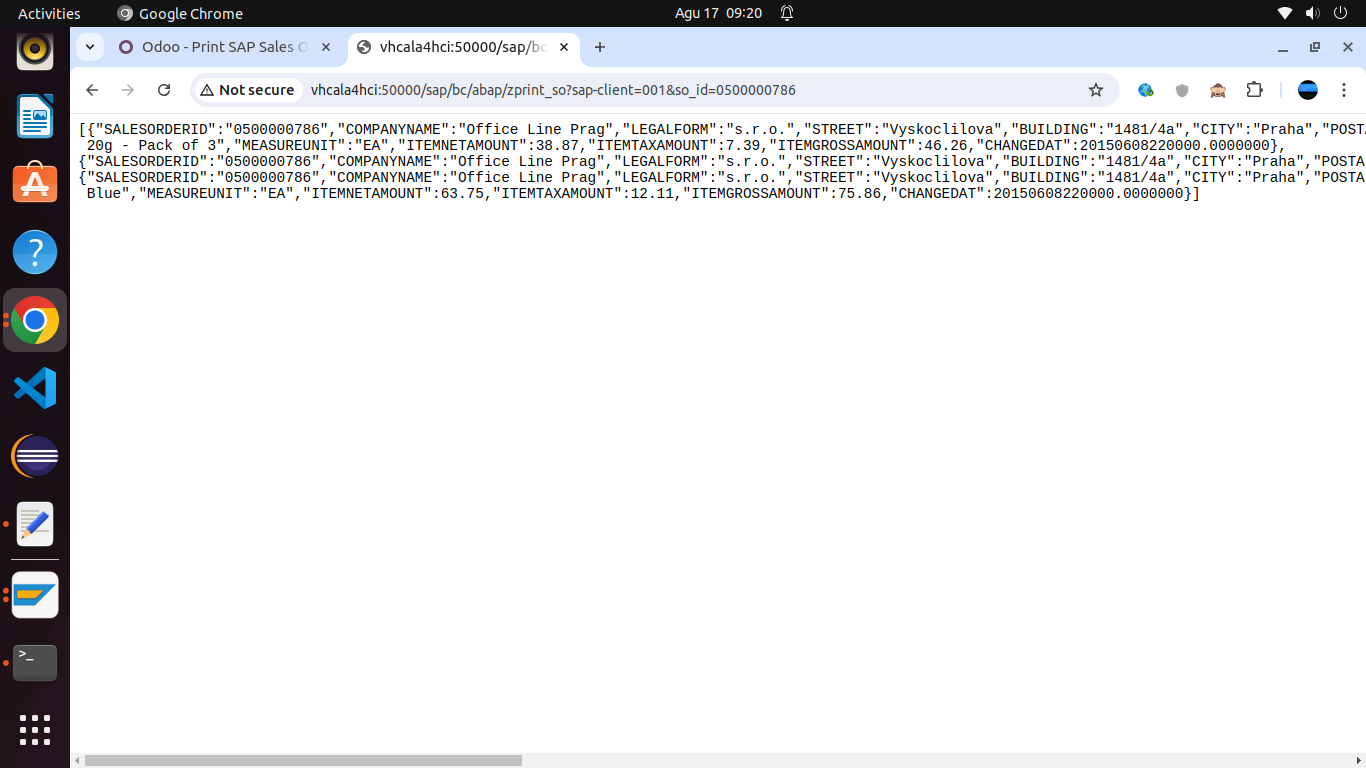 Activities
Google Chrome
Agu 17 09:20
Odoo - Print SAP Sales O
vhcala4hci:50000/sap/bc
Not secure
vhcala4hci:50000/sap/bc/abap/zprint_so?sap-client=001&so_id=0500000786
[{"SALESORDERID":"0500000786","COMPANYNAME":"Office Line Prag","LEGALFORM":"s.r.o.","STREET":"Vyskoclilova","BUILDING":"1481/4a","CITY":"Praha","POSTA
20g - Pack of 3","MEASUREUNIT":"EA","ITEMNETAMOUNT":38.87,"ITEMTAXAMOUNT":7.39,"ITEMGROSSAMOUNT":46.26,"CHANGEDAT":20150608220000.0000000},
{"SALESORDERID":"0500000786","COMPANYNAME":"Office Line Prag","LEGALFORM":"s.r.o.","STREET":"Vyskoclilova","BUILDING":"1481/4a","CITY":"Praha","POSTA
{"SALESORDERID":"0500000786","COMPANYNAME":"Office Line Prag","LEGALFORM":"s.r.o.","STREET":"Vyskoclilova","BUILDING":"1481/4a","CITY":"Praha","POSTA
Blue","MEASUREUNIT":"EA","ITEMNETAMOUNT":63.75,"ITEMTAXAMOUNT":12.11,"ITEMGROSSAMOUNT":75.86,"CHANGEDAT":20150608220000.0000000}]